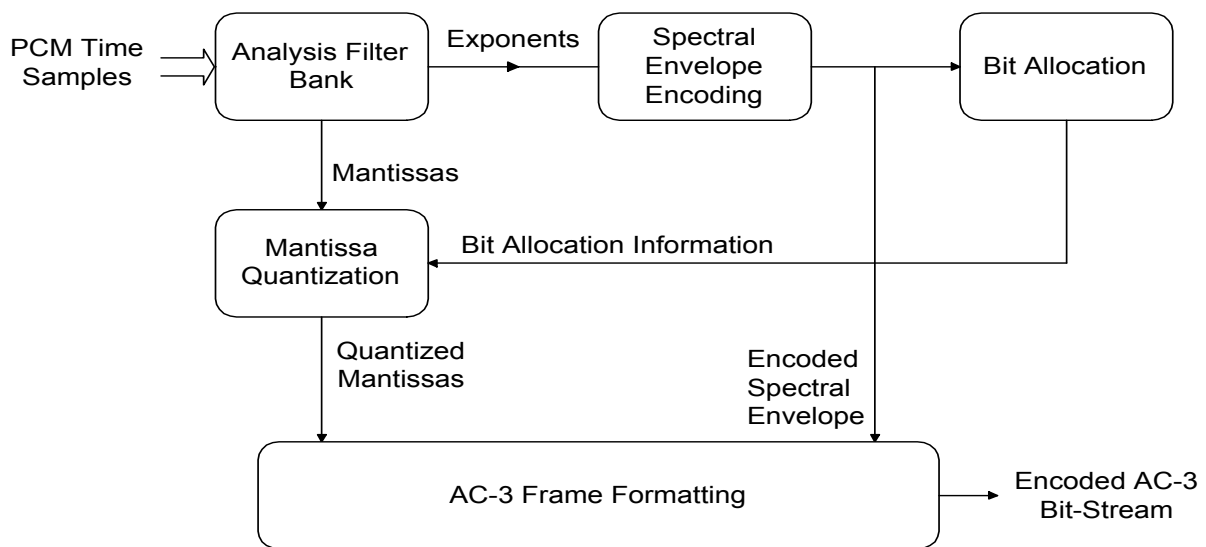 PCM Time
Samples
Analysis Filter
Bank
Exponents
Spectral
Envelope
Encoding
Bit Allocation
Mantissas
Mantissa
Quantization
Bit Allocation Information
Quantized
Mantissas
Encoded
Spectral
Envelope
AC-3 Frame Formatting
Encoded AC-3
Bit-Stream